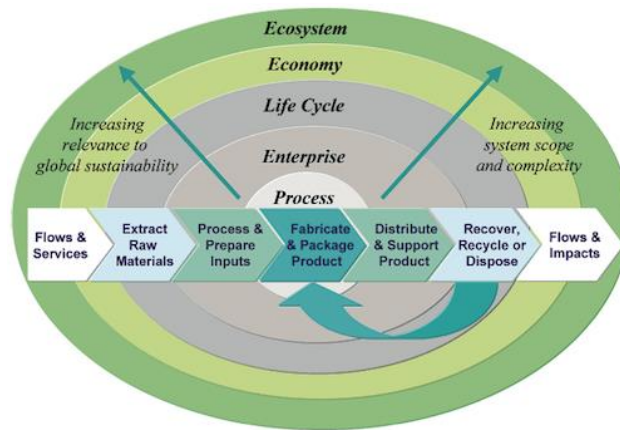 Ecosystem
Economy
Life Cycle
Enterprise
Process
Increasing
relevance to
global sustainability
Increasing
system scope
and complexity
Flows &
Services
Extract
Raw
Materials
Process &
Prepare
Inputs
Fabricate
& Package
Product
Distribute
& Support
Product
Recover,
Recycle or
Dispose
Flows &
Impacts